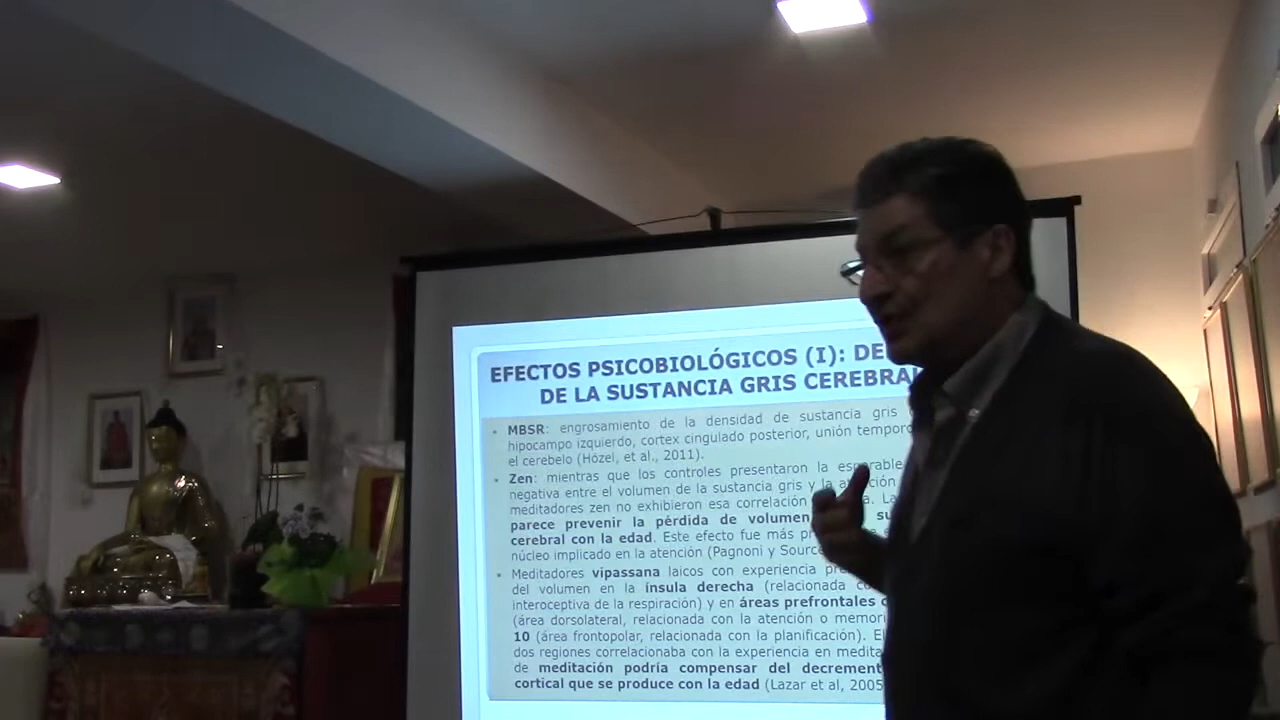 EFECTOS PSICOBIOLÓGICOS (I): DE
DE LA SUSTANCIA GRIS CEREBRAL
MBSR: engrosamiento de la densidad de sustancia gris
hipocampo izquierdo, cortex cingulado posterior, unión temporo
el cerebelo (Hözel, et al., 2011).
Zen: mientras que los controles presentaron la esperable
negativa entre el volumen de la sustancia gris y la atención
meditadores zen no exhibieron esa correlación
parece prevenir la pérdida de volumen su
cerebral con la edad. Este efecto fue más
núcleo implicado en la atención (Pagnoni y
Meditadores vipassana laicos con experiencia
del volumen en la ínsula derecha (relacionada
interoceptiva de la respiración) y en áreas prefrontales
(área dorsolateral, relacionada con la atención o
10 (área frontopolar, relacionada con la planificación). El
dos regiones correlacionaba con la experiencia en
de meditación podría compensar del
cortical que se produce con la edad (Lazar et al, 2005